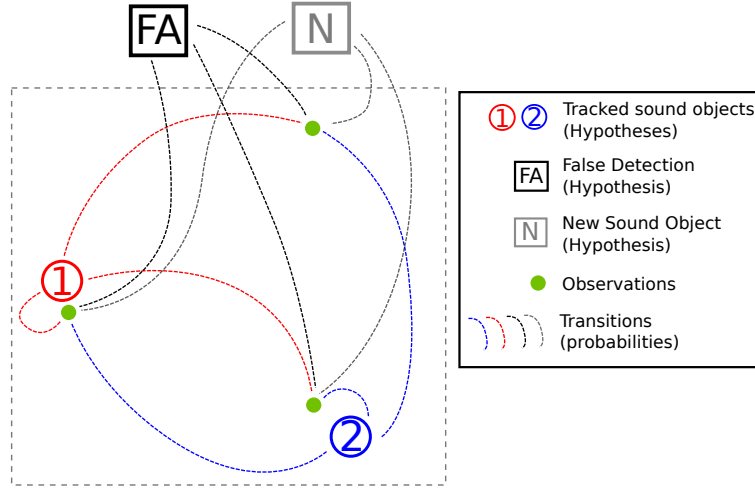 FA
N
1
2
1 2 Tracked sound objects
(Hypotheses)
FA False Detection
(Hypothesis)
N New Sound Object
(Hypothesis)
Observations
Transitions
(probabilities)